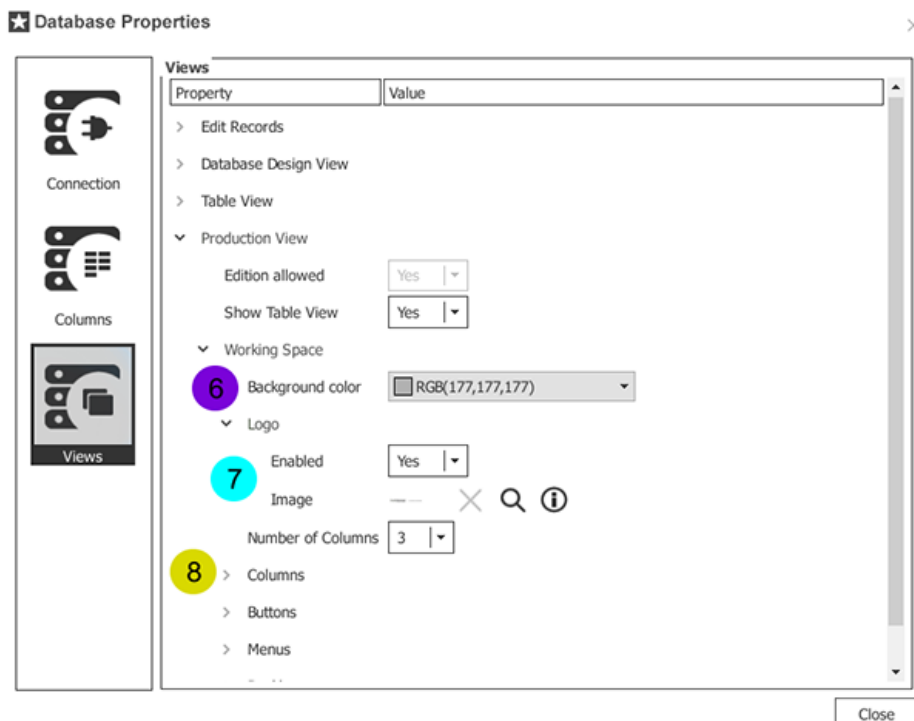 Database Properties
Views
Property Value
Edit Records
Database Design View
Connection
Table View
Production View
Edition allowed Yes
Show Table View Yes
Columns
Working Space
6 Background color RGB(177,177,177)
Logo
Views
Enabled Yes
7
Image
Number of Columns 3
8 Columns
Buttons
Menus
Close